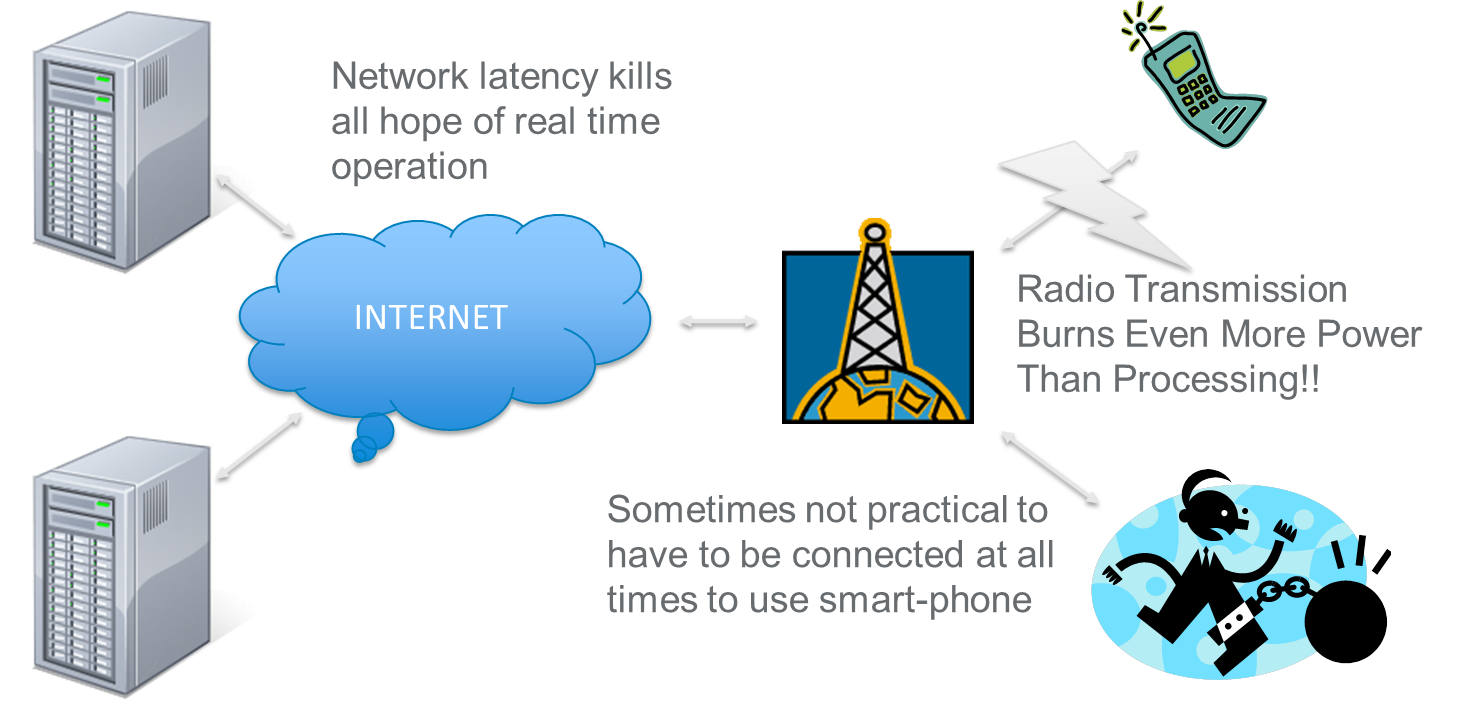 Network latency kills
all hope of real time
operation
INTERNET
Radio Transmission
Burns Even More Power
Than Processing!!
Sometimes not practical to
have to be connected at all
times to use smart-phone